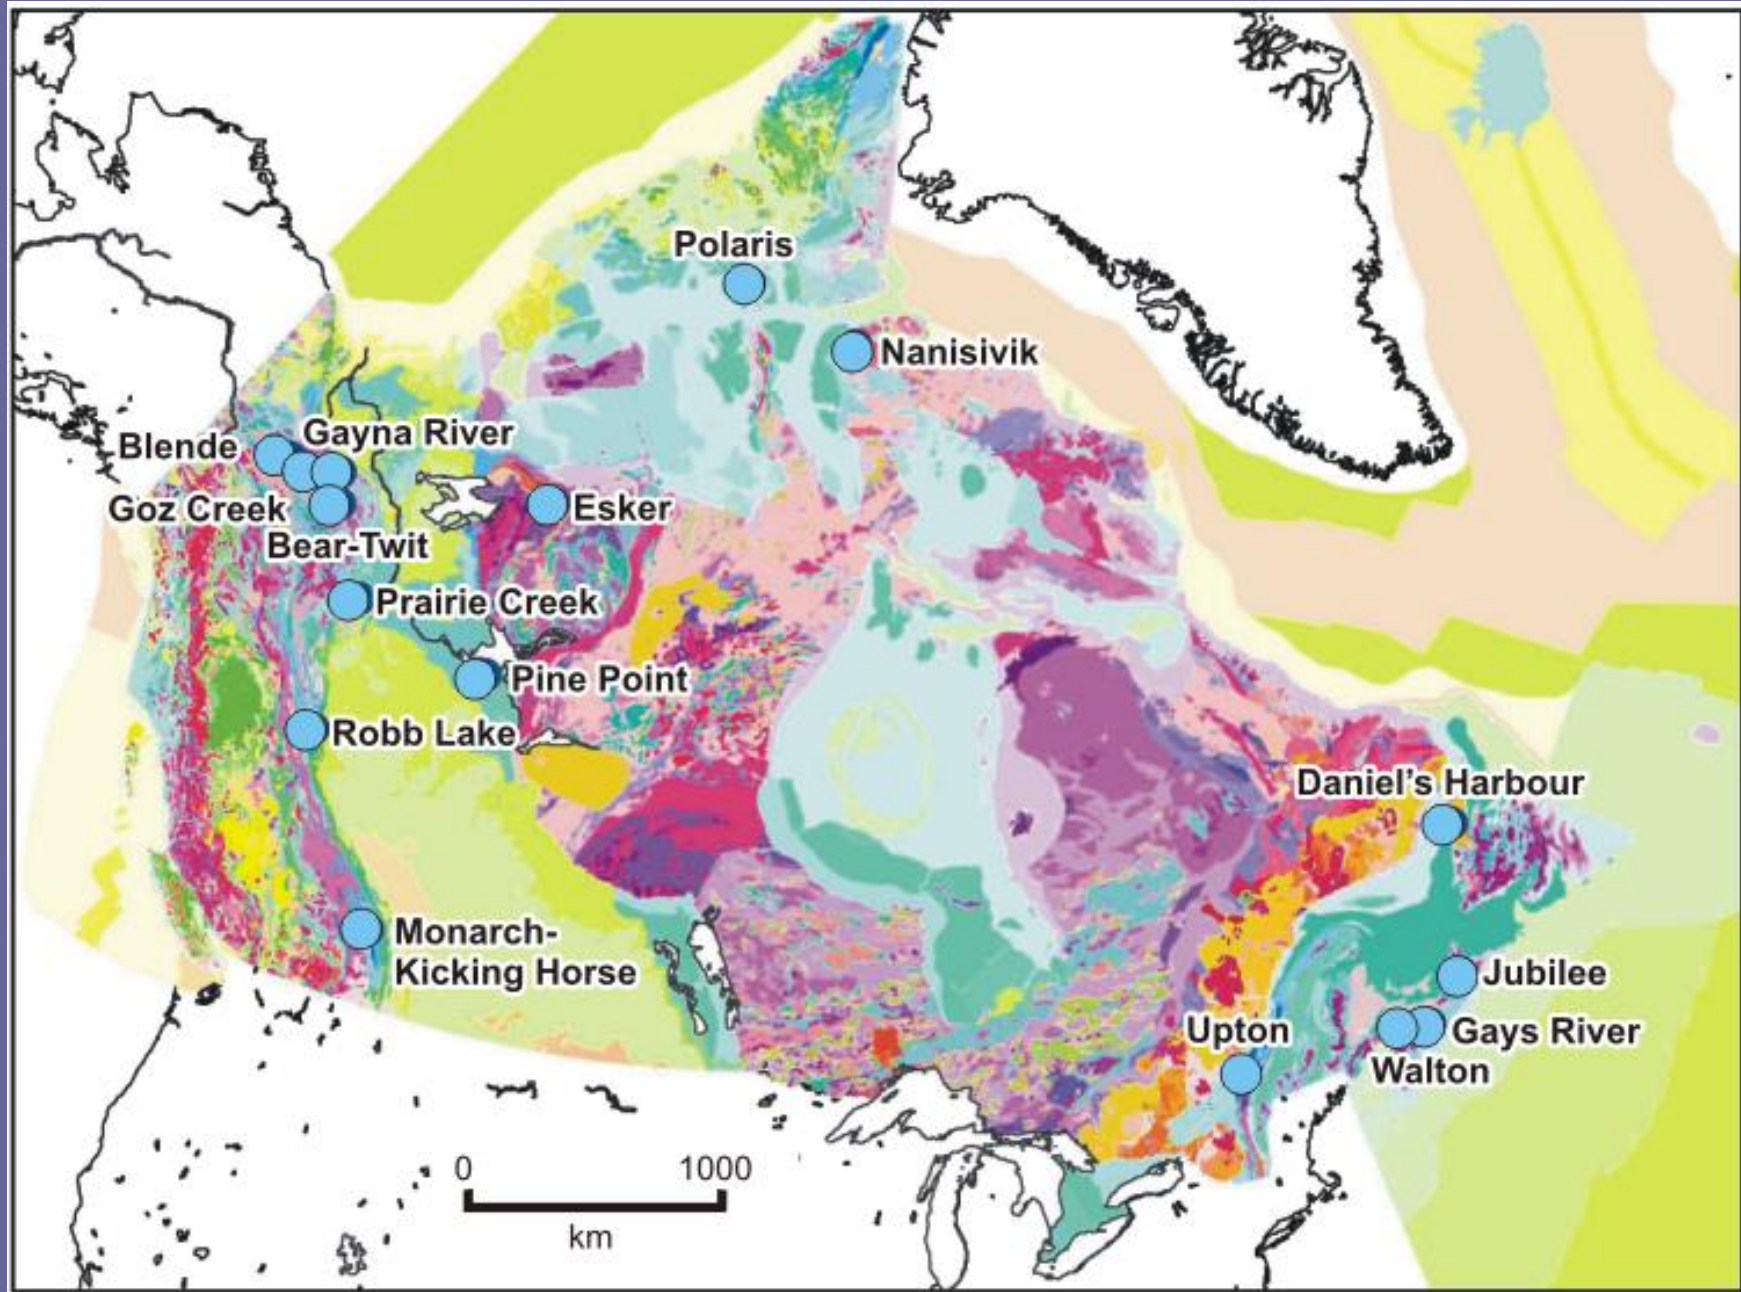 Polaris
Nanisivik
Gayna River
Blende
Goz Creek
Esker
Bear-Twit
Prairie Creek
Pine Point
Robb Lake
Daniel's Harbour
Monarch-
Kicking Horse
Jubilee
Upton
Gays River
Walton
0 1000
km